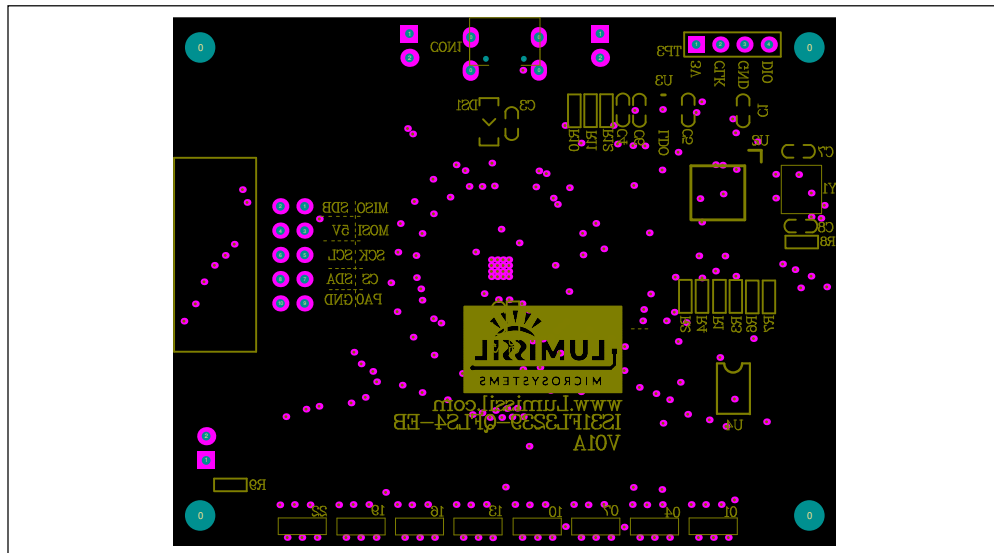 CON1
TP3
3V CLK GND DIO
DS1
C3
R10 R11 R12 C4 C6
U3
LDO
C5
C1
U2
C7
Y1
C8
R8
MISO SDB
MOSI 5V
SCK SCL
CS SDA
PA0 GND
R2 R4 R1 R3 R6 R7
LUMISSIL
MICROSYSTEMS
www.Lumissil.com
IS31FL3239-QFLS4-EB
V01A
U4
R9
22 19 16 13 10 07 04 01